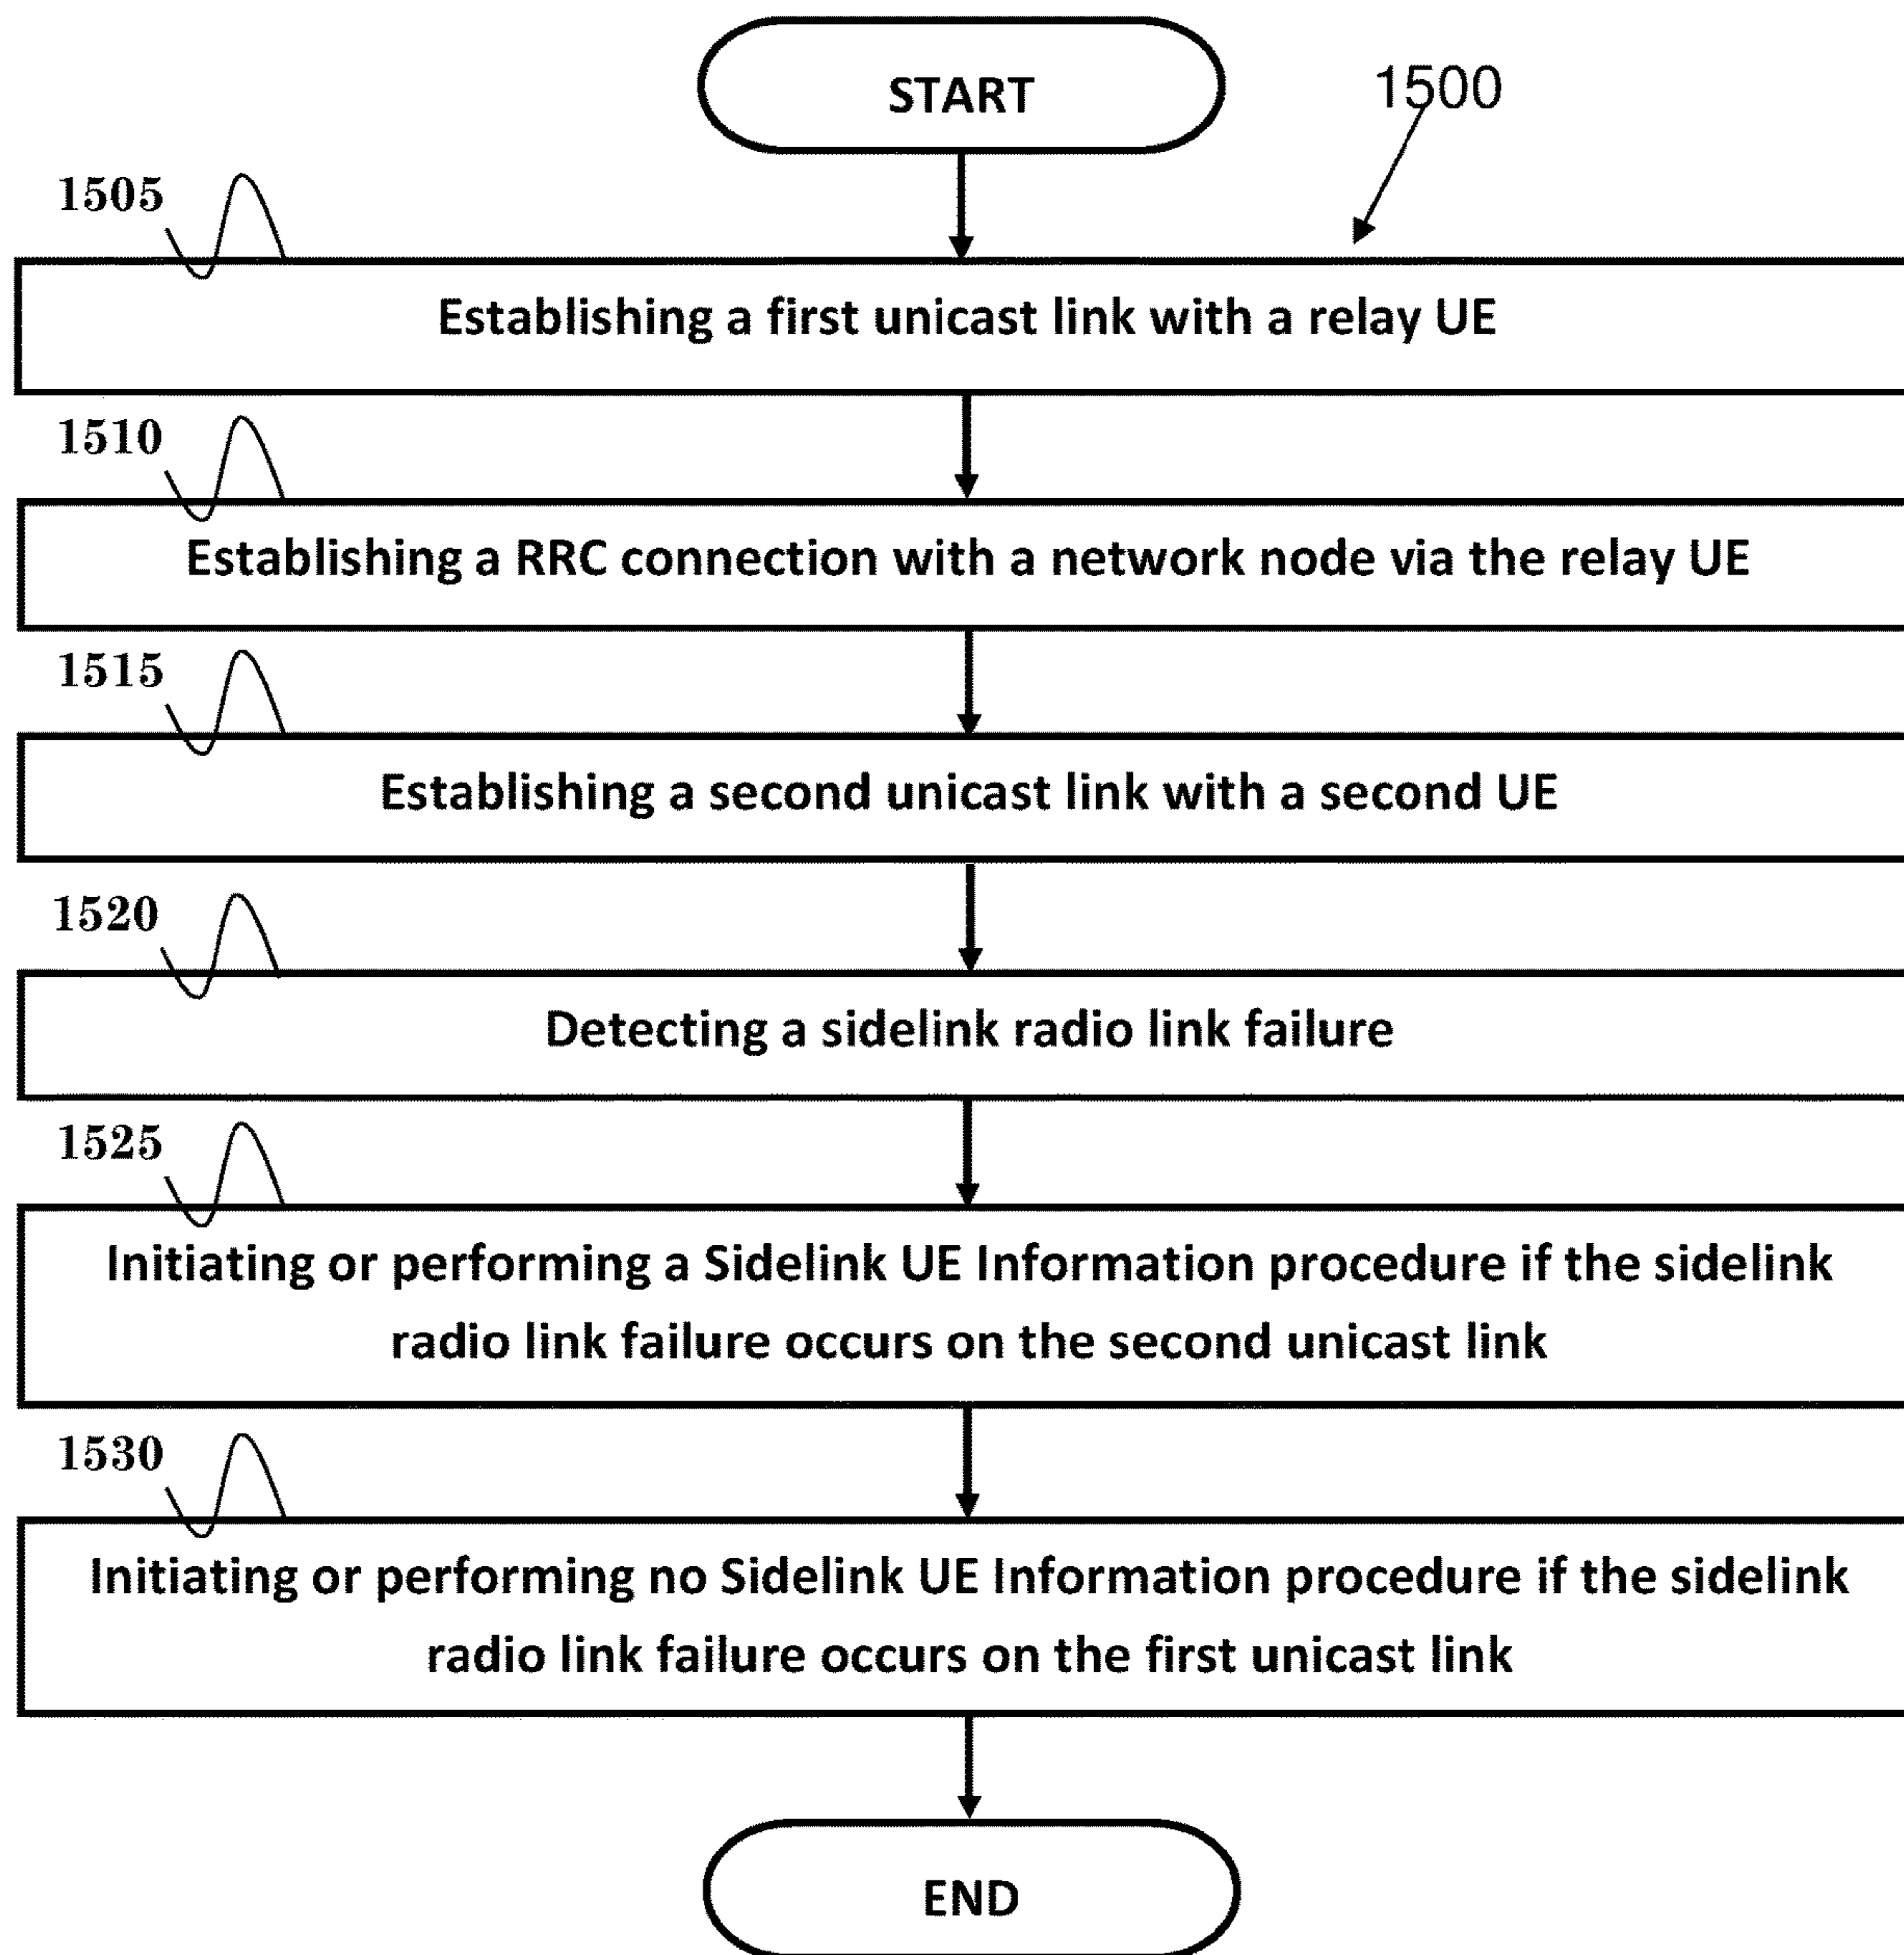 START
1500
1505
Establishing a first unicast link with a relay UE
1510
Establishing a RRC connection with a network node via the relay UE
1515
Establishing a second unicast link with a second UE
1520
Detecting a sidelink radio link failure
1525
Initiating or performing a Sidelink UE Information procedure if the sidelink
radio link failure occurs on the second unicast link
1530
Initiating or performing no Sidelink UE Information procedure if the sidelink
radio link failure occurs on the first unicast link
END